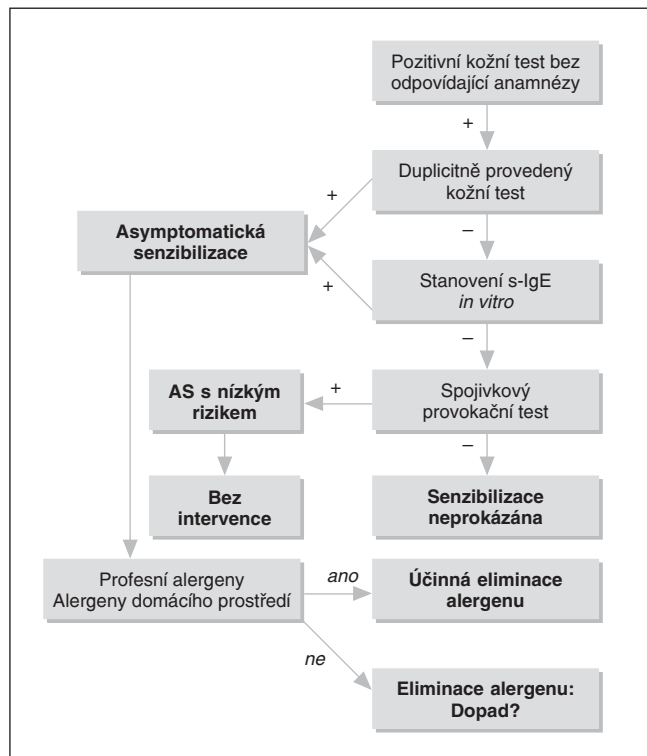 Pozitivní kožní test bez
odpovídající anamnézy
+
Duplicitně provedený
kožní test
+
–
Asymptomatická
senzibilizace
Stanovení s-IgE
in vitro
+
–
AS s nízkým
rizikem
+
Spojivkový
provokační test
–
Bez
intervence
Senzibilizace
neprokázána
Profesní alergeny
Alergeny domácího prostředí
ano
Účinná eliminace
alergenu
ne
Eliminace alergenu:
Dopad?